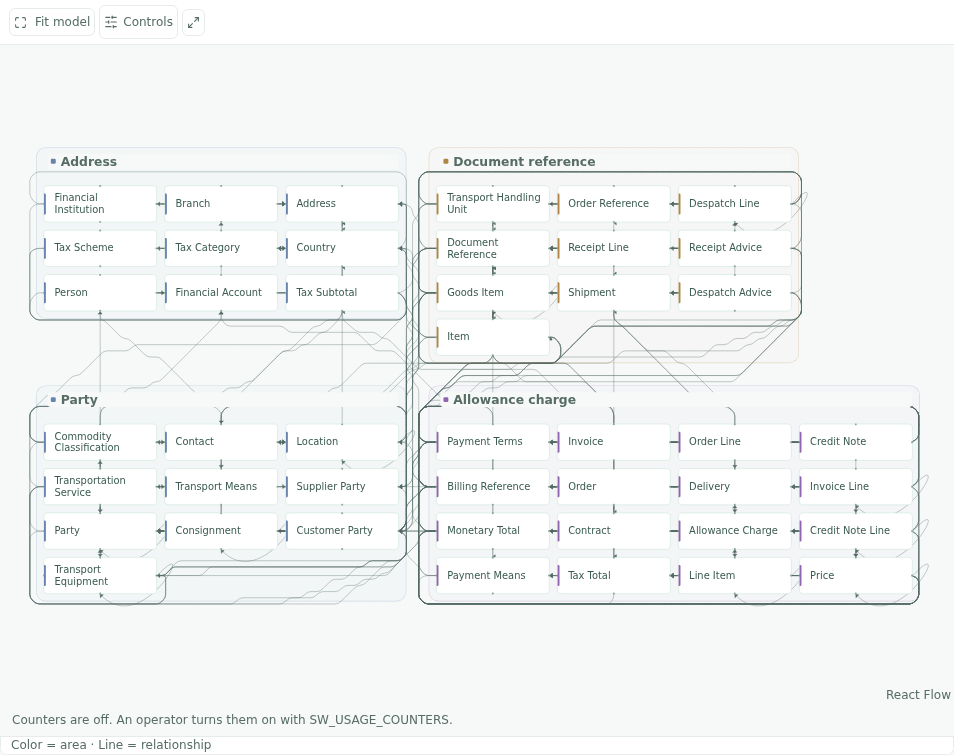 Fit model
Controls
Address
Financial
Institution
Branch
Address
Tax Scheme
Tax Category
Country
Person
Financial Account
Tax Subtotal
Document reference
Transport Handling
Unit
Order Reference
Despatch Line
Document
Reference
Receipt Line
Receipt Advice
Goods Item
Shipment
Despatch Advice
Item
Party
Commodity
Classification
Contact
Location
Transportation
Service
Transport Means
Supplier Party
Party
Consignment
Customer Party
Transport
Equipment
Allowance charge
Payment Terms
Invoice
Order Line
Credit Note
Billing Reference
Order
Delivery
Invoice Line
Monetary Total
Contract
Allowance Charge
Credit Note Line
Payment Means
Tax Total
Line Item
Price
React Flow
Counters are off. An operator turns them on with SW_USAGE_COUNTERS.
Color = area · Line = relationship